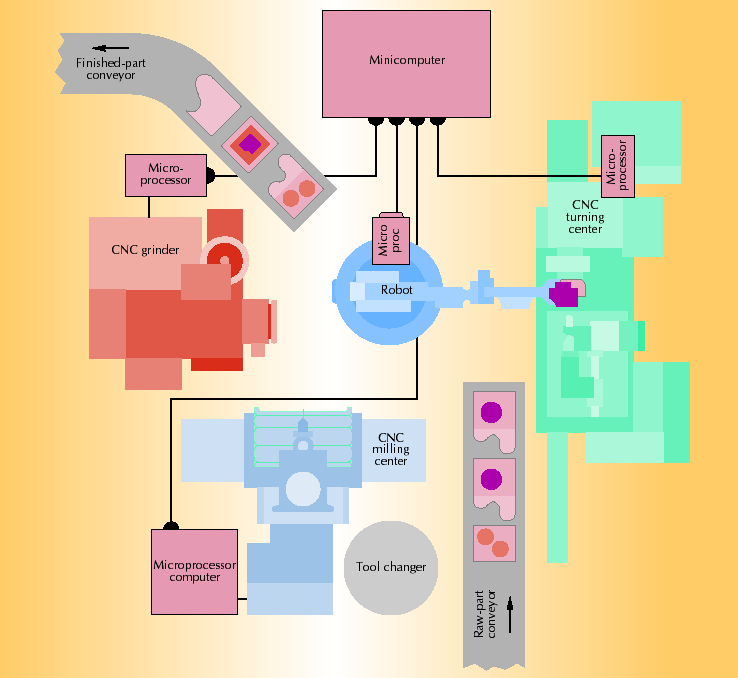 Finished-part
conveyor
Minicomputer
Micro-
processor
Micro-
processor
CNC
turning
center
CNC grinder
Micro
proc
Robot
CNC
milling
center
Microprocessor
computer
Tool changer
Raw-part
conveyor